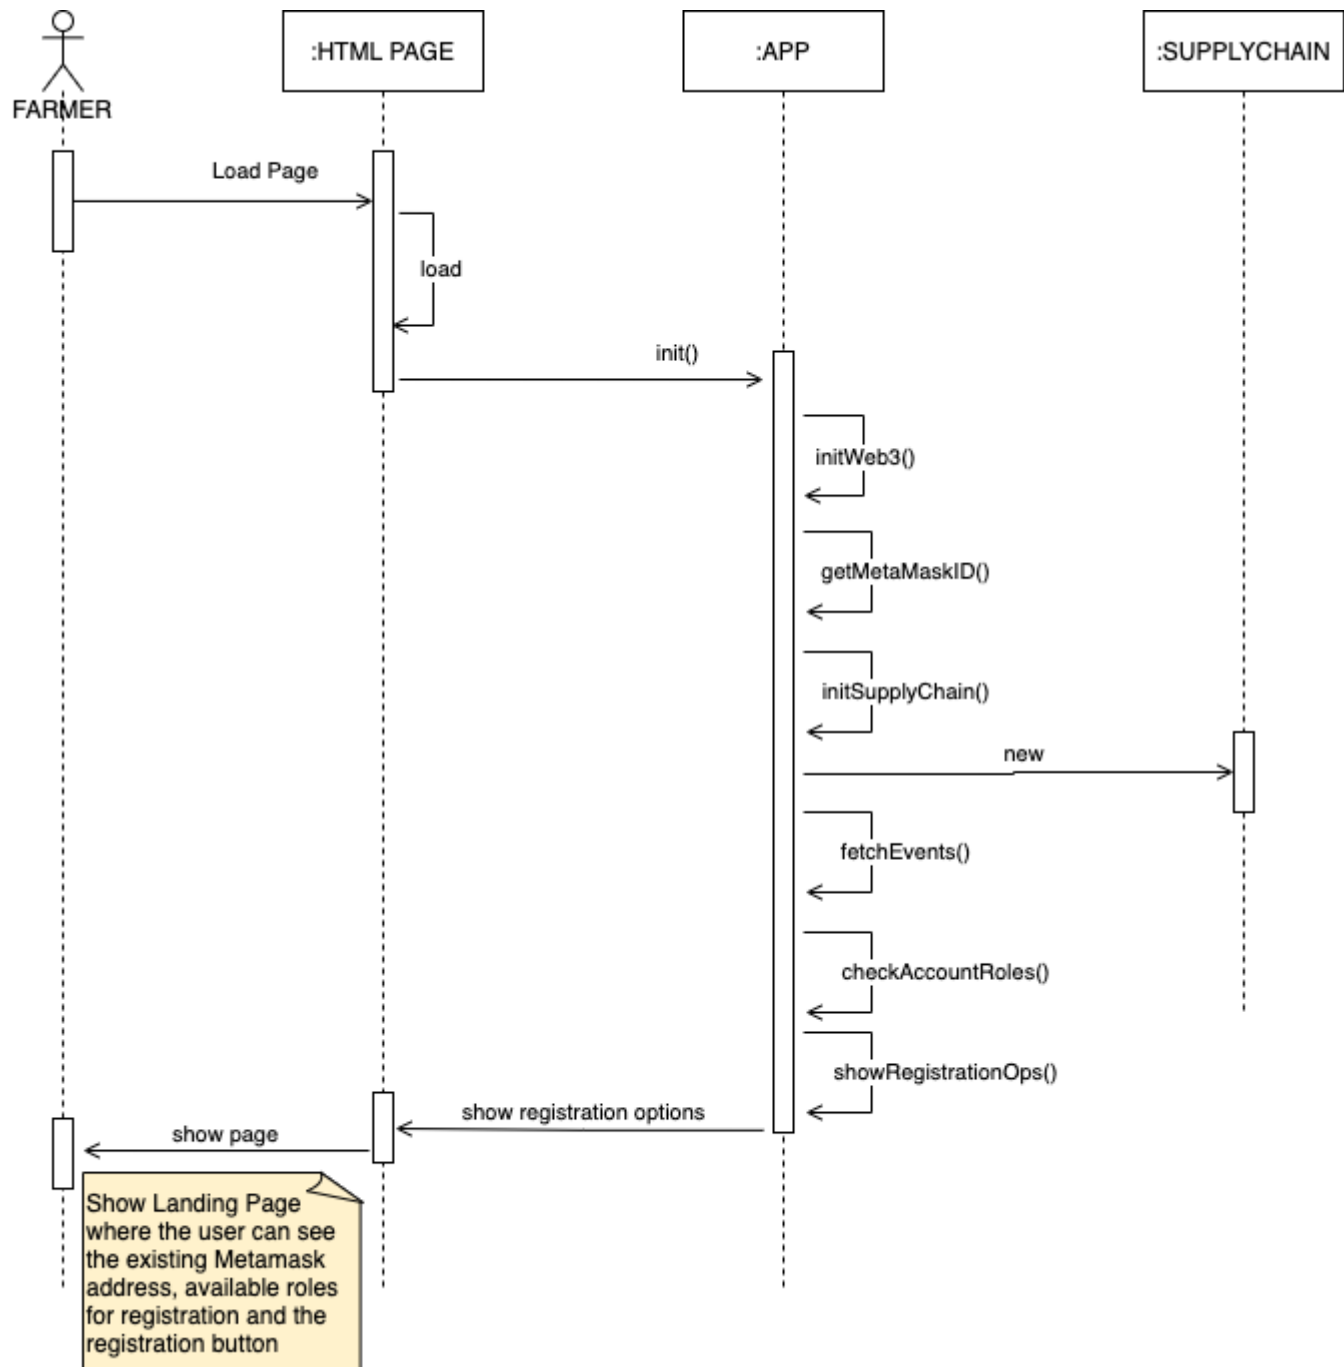 FARMER
:HTML PAGE
:APP
:SUPPLYCHAIN
Load Page
load
init()
initWeb3()
getMetaMaskID()
initSupplyChain()
new
fetchEvents()
checkAccountRoles()
showRegistrationOps()
show registration options
show page
Show Landing Page
where the user can see
the existing Metamask
address, available roles
for registration and the
registration button